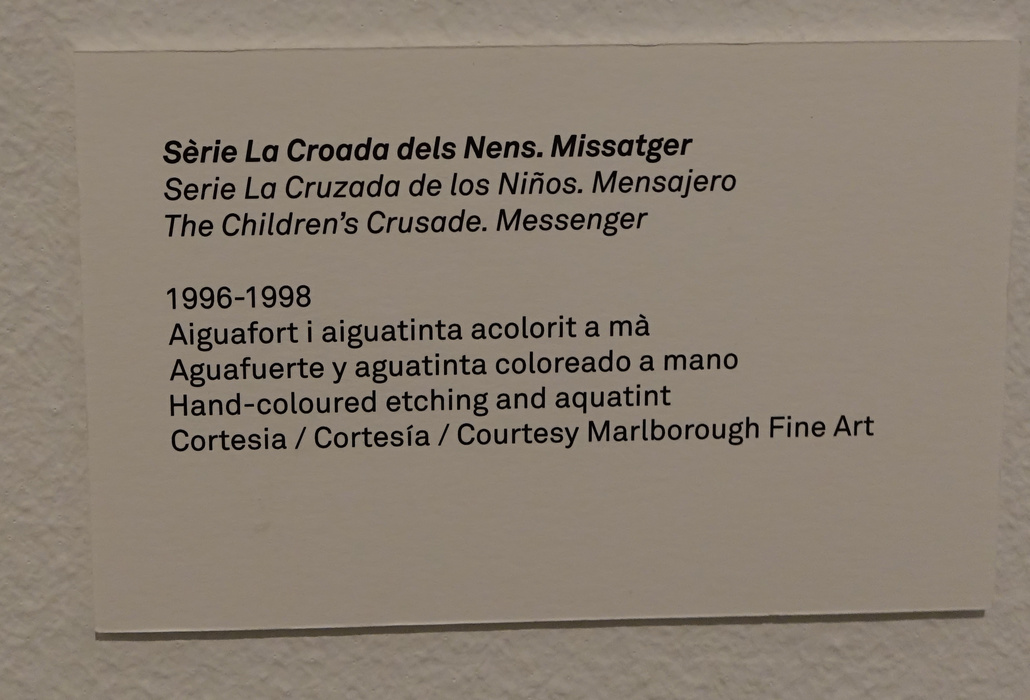 Sèrie La Croada dels Nens. Missatger
Serie La Cruzada de los Niños. Mensajero
The Children’s Crusade. Messenger
1996-1998
Aiguafort i aiguatinta acolorit a mà
Aguafuerte y aguatinta coloreado a mano
Hand-coloured etching and aquatint
Cortesia / Cortesía / Courtesy Marlborough Fine Art